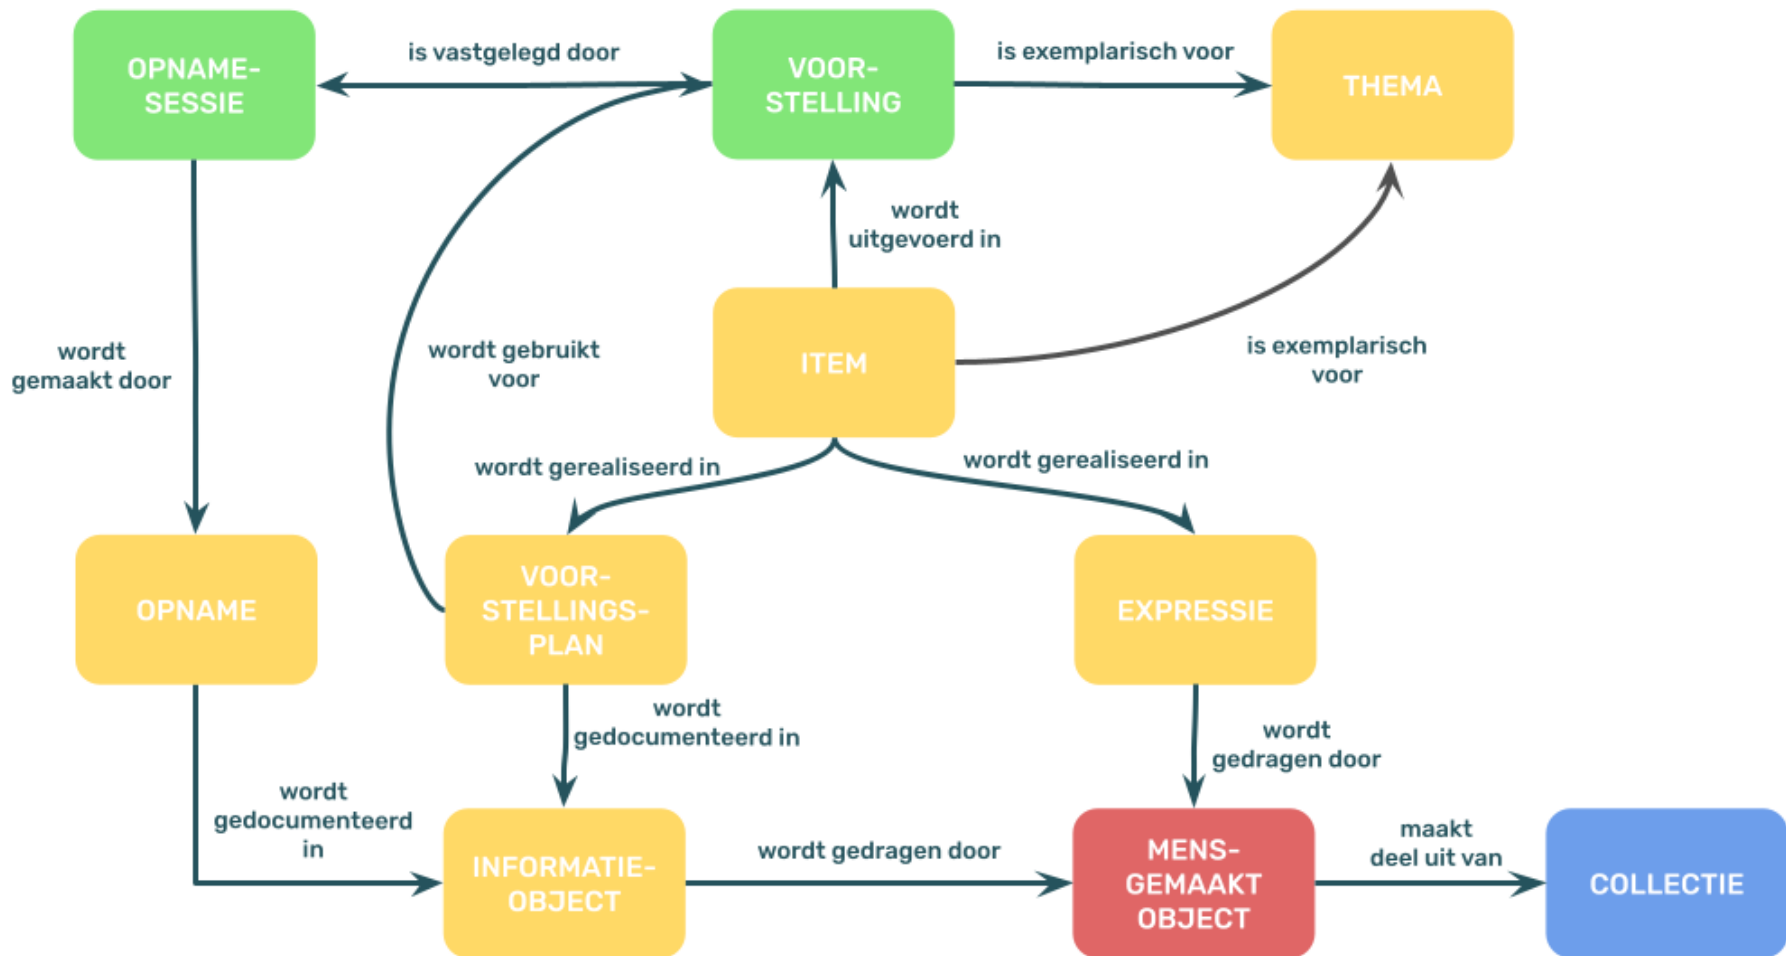 OPNAME-
SESSIE
is vastgelegd door
VOOR-
STELLING
is exemplarisch voor
THEMA
wordt
uitgevoerd in
wordt
gemaakt door
wordt gebruikt
voor
ITEM
is exemplarisch
voor
wordt gerealiseerd in
wordt gerealiseerd in
OPNAME
VOOR-
STELLINGS-
PLAN
EXPRESSIE
wordt
gedocumenteerd in
wordt
gedragen door
wordt
gedocumenteerd
in
INFORMATIE-
OBJECT
wordt gedragen door
MENS-
GEMAAKT
OBJECT
maakt
deel uit van
COLLECTIE